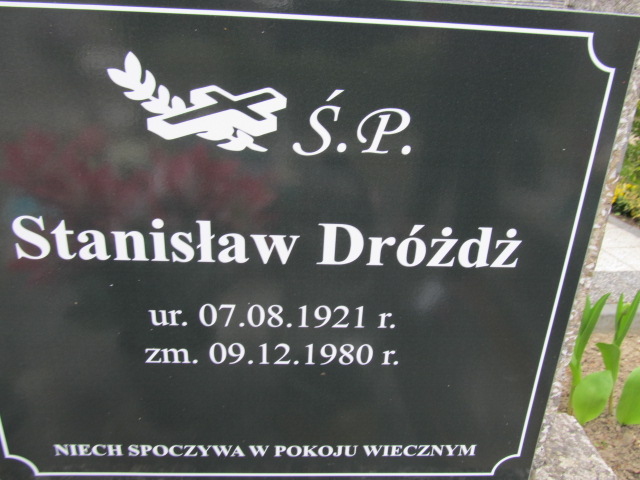 Ś.P.
Stanisław Dróżdż
ur. 07.08.1921 r.
zm. 09.12.1980 r.
NIECH SPOCZYWA W POKOJU WIECZNYM